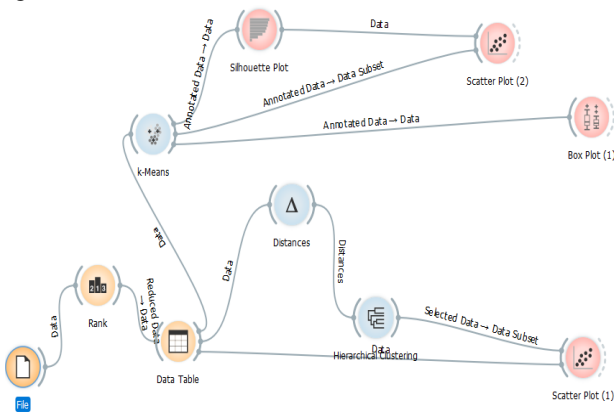 Data
Silhouette Plot
Annotated Data → Data
Scatter Plot (2)
Annotated Data → Data Subset
Annotated Data → Data
Box Plot (1)
k-Means
Data
Distances
Data
Distances
Reduced Data
→ Data
Rank
Data
Data Table
Data
Hierarchical Clustering
Selected Data → Data Subset
Scatter Plot (1)
File
213